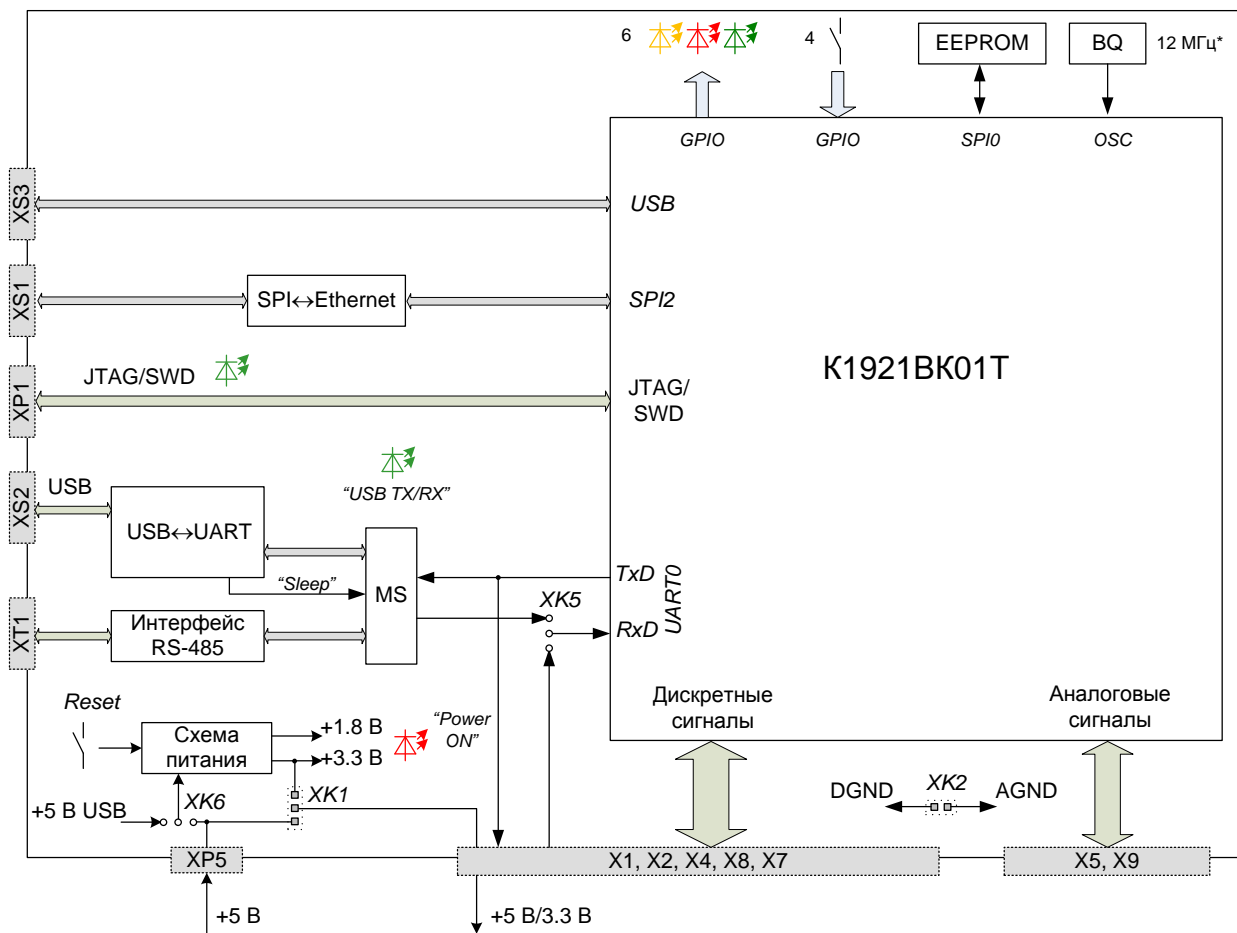 6
4
EEPROM
BQ
12 МГц*
GPIO
GPIO
SPI0
OSC
XS3
USB
XS1
SPI↔Ethernet
SPI2
К1921ВК01Т
XP1
JTAG/SWD
JTAG/
SWD
“USB TX/RX”
XS2
USB
USB↔UART
“Sleep”
MS
TxD
RxD
UART0
XK5
XT1
Интерфейс
RS-485
Reset
Схема
питания
+1.8 В
+3.3 В
“Power
ON”
Дискретные
сигналы
Аналоговые
сигналы
+5 В USB
XK6
XK1
DGND
XK2
AGND
XP5
X1, X2, X4, X8, X7
X5, X9
+5 В
+5 В/3.3 В